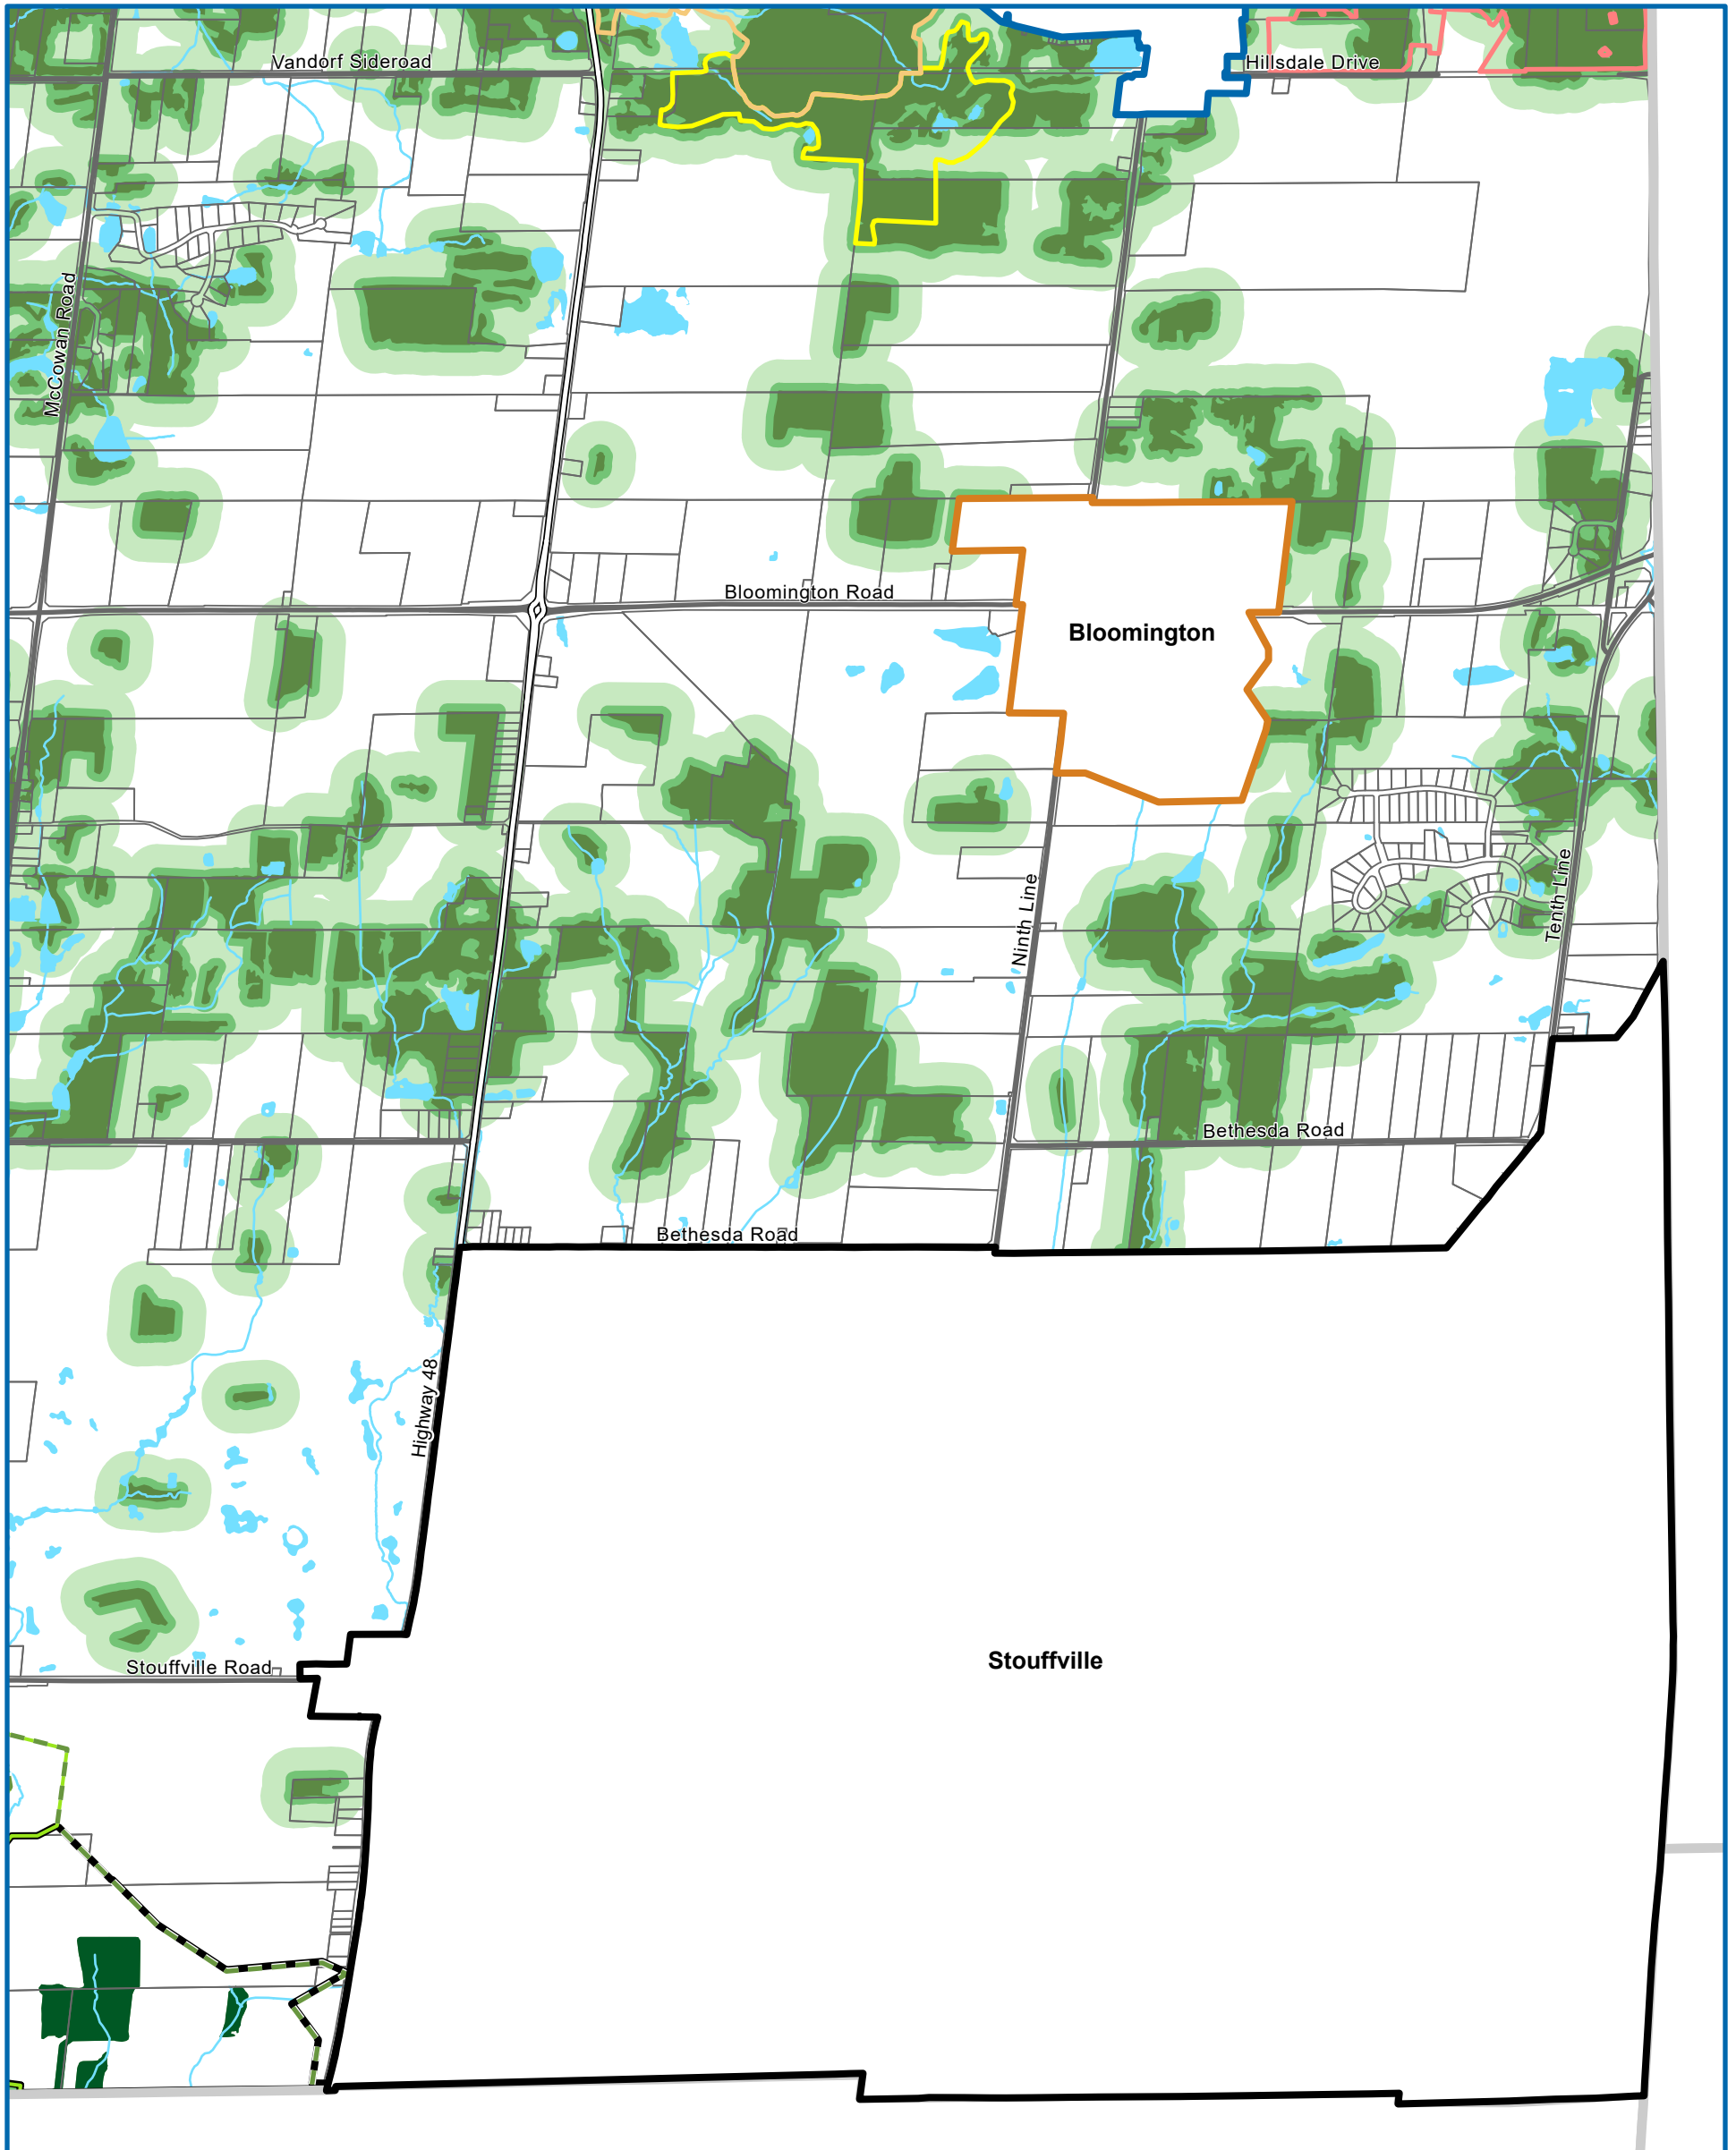 Vandorf Sideroad
Hillsdale Drive
McCowan Road
Bloomington Road
Bloomington
Ninth Line
Tenth Line
Bethesda Road
Bethesda Road
Highway 48
Stouffville
Stouffville Road